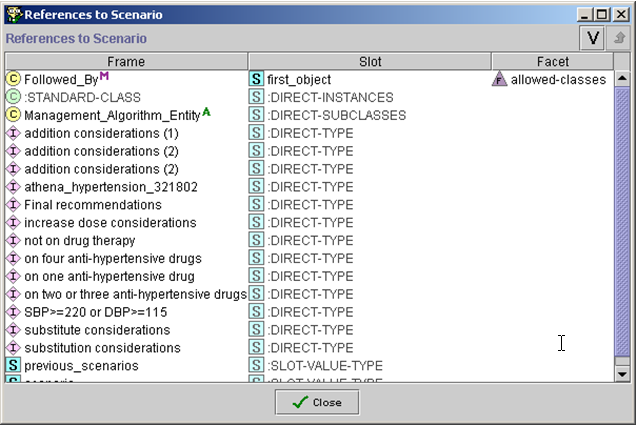 References to Scenario
References to Scenario V
Frame Slot Facet
C Followed_By M S first_object F allowed-classes
C :STANDARD-CLASS S :DIRECT-INSTANCES
C Management_Algorithm_Entity A S :DIRECT-SUBCLASSES
I addition considerations (1) S :DIRECT-TYPE
I addition considerations (2) S :DIRECT-TYPE
I addition considerations (2) S :DIRECT-TYPE
I athena_hypertension_321802 S :DIRECT-TYPE
I Final recommendations S :DIRECT-TYPE
I increase dose considerations S :DIRECT-TYPE
I not on drug therapy S :DIRECT-TYPE
I on four anti-hypertensive drugs S :DIRECT-TYPE
I on one anti-hypertensive drug S :DIRECT-TYPE
I on two or three anti-hypertensive drugs S :DIRECT-TYPE
I SBP>=220 or DBP>=115 S :DIRECT-TYPE
I substitute considerations S :DIRECT-TYPE
I substitution considerations S :DIRECT-TYPE
S previous_scenarios S :SLOT-VALUE-TYPE
Close